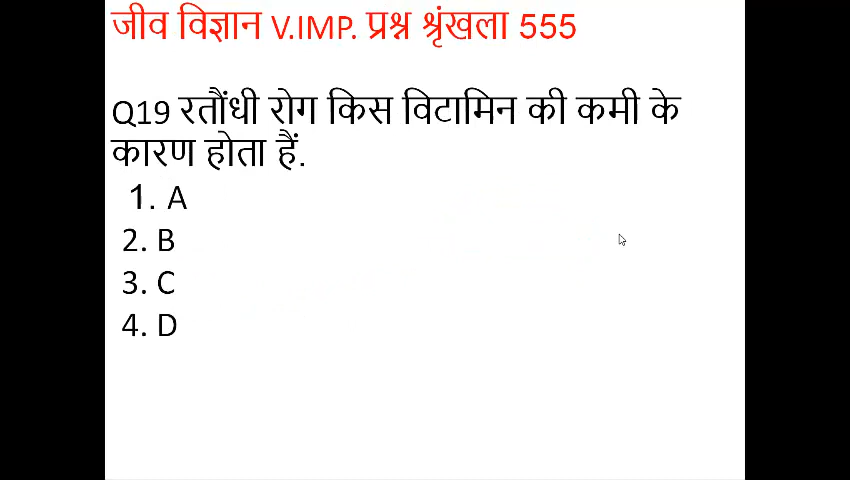 जीव विज्ञान V.IMP. प्रश्न श्रृंखला 555
Q19 रतौंधी रोग किस विटामिन की कमी के
कारण होता हैं.
1. A
2. B
3. C
4. D